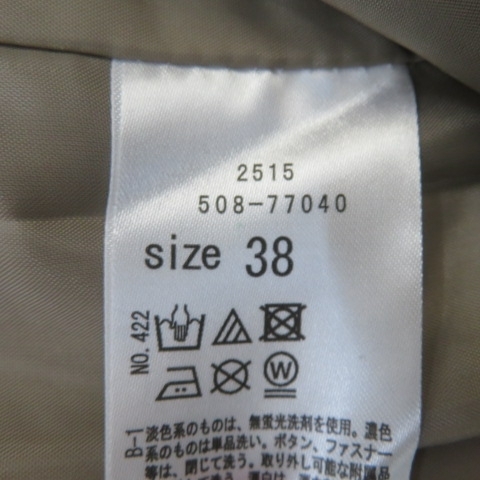 2515
508-77040
size 38
NO.422
W
B-1
淡色系のものは、無蛍光洗剤を使用。濃色
系のものは単品洗い。ボタン、ファスナー
等は、閉じて洗う。取り外し可能な附属品